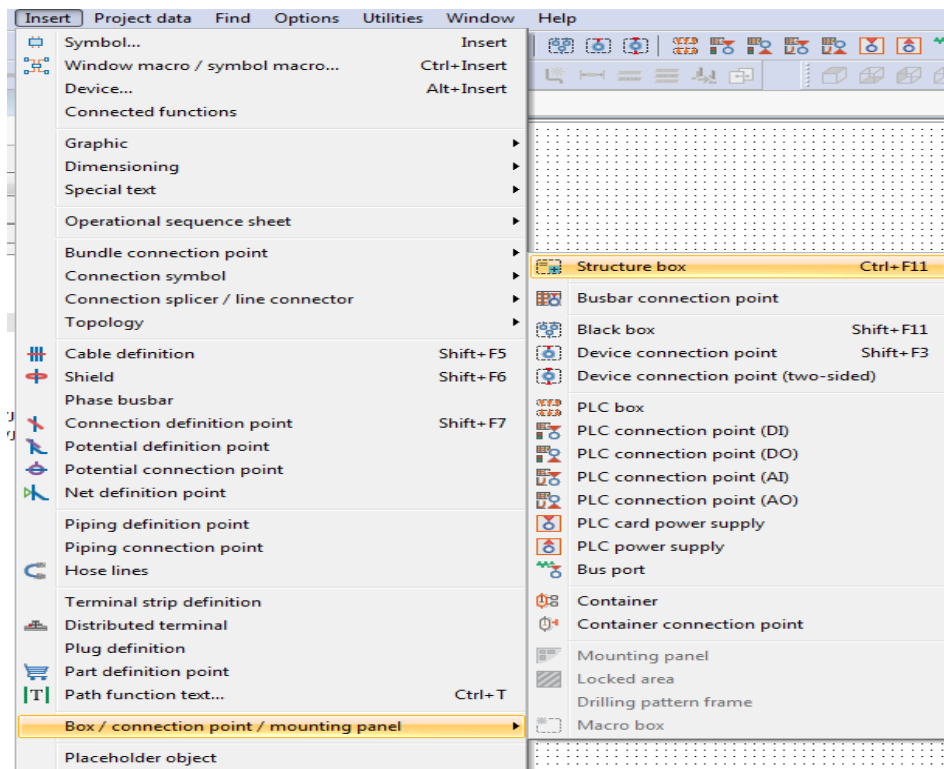 Insert Project data Find Options Utilities Window Help
Symbol... Insert
Window macro / symbol macro... Ctrl+Insert
Device... Alt+Insert
Connected functions
Graphic
Dimensioning
Special text
Operational sequence sheet
Bundle connection point
Connection symbol
Connection splicer / line connector
Topology
Cable definition Shift+F5
Shield Shift+F6
Phase busbar
Connection definition point Shift+F7
Potential definition point
Potential connection point
Net definition point
Piping definition point
Piping connection point
Hose lines
Terminal strip definition
Distributed terminal
Plug definition
Part definition point
Path function text... Ctrl+T
Box / connection point / mounting panel
Placeholder object
Structure box Ctrl+F11
Busbar connection point
Black box Shift+F11
Device connection point Shift+F3
Device connection point (two-sided)
PLC box
PLC connection point (DI)
PLC connection point (DO)
PLC connection point (AI)
PLC connection point (AO)
PLC card power supply
PLC power supply
Bus port
Container
Container connection point
Mounting panel
Locked area
Drilling pattern frame
Macro box